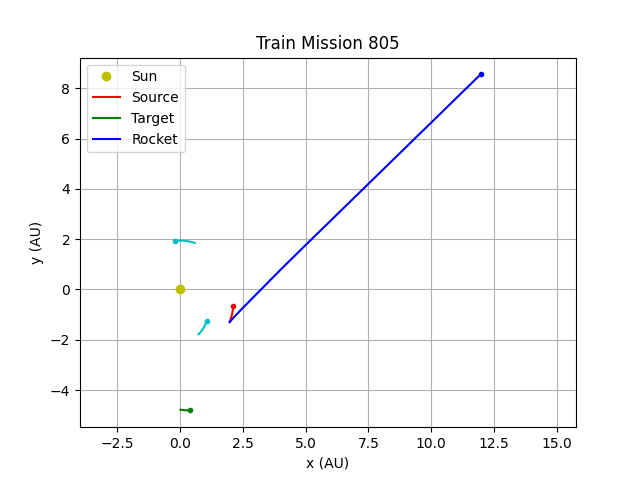 Train Mission 805
Sun
Source
Target
Rocket
8
6
4
2
0
−2
−4
y (AU)
−2.5 0.0 2.5 5.0 7.5 10.0 12.5 15.0
x (AU)